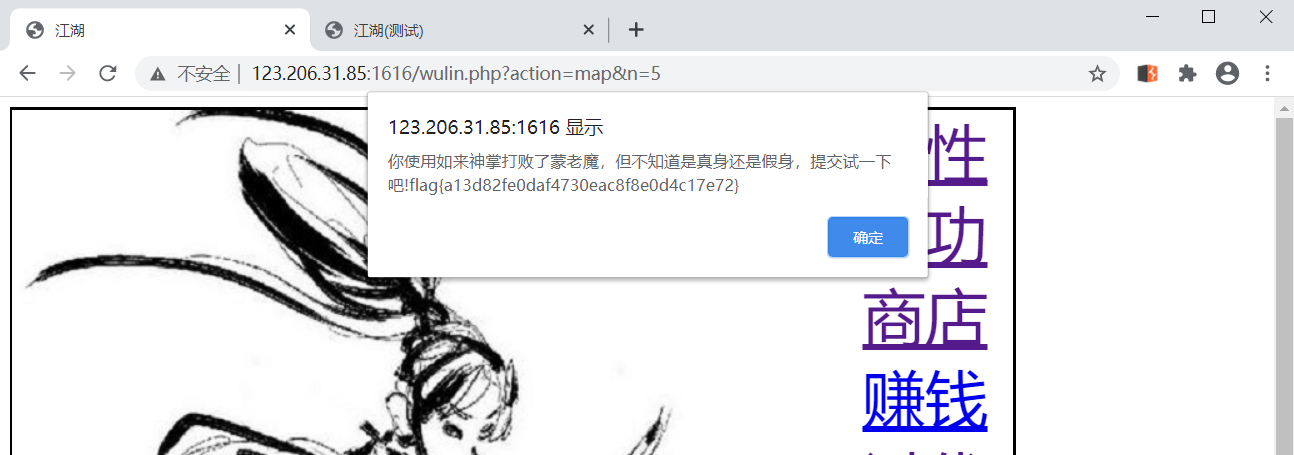 江湖
江湖(测试)
不安全 | 123.206.31.85:1616/wulin.php?action=map&n=5
123.206.31.85:1616 显示
你使用如来神掌打败了蒙老魔，但不知道是真身还是假身，提交试一下
吧!flag{a13d82fe0daf4730eac8f8e0d4c17e72}
确定
性
功
商店
赚钱